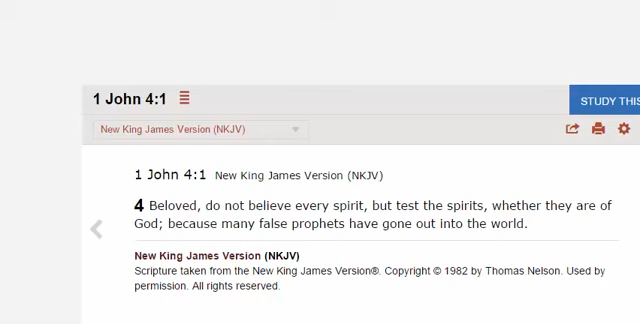 1 John 4:1
STUDY THIS
New King James Version (NKJV)
1 John 4:1 New King James Version (NKJV)
4 Beloved, do not believe every spirit, but test the spirits, whether they are of
God; because many false prophets have gone out into the world.
New King James Version (NKJV)
Scripture taken from the New King James Version®. Copyright © 1982 by Thomas Nelson. Used by
permission. All rights reserved.